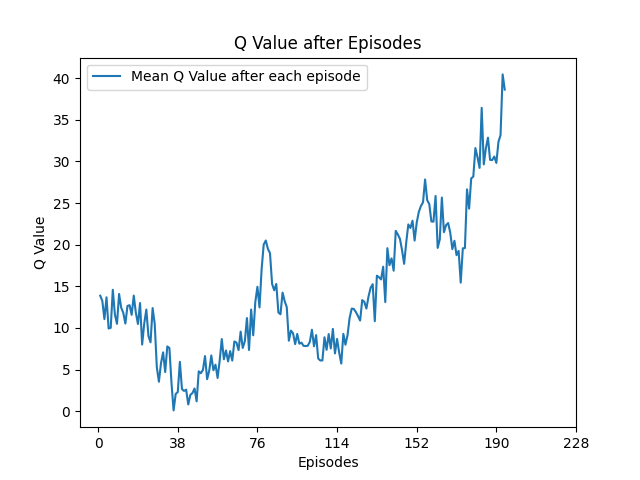 Q Value after Episodes
Mean Q Value after each episode
40
35
30
25
20
15
10
5
0
Q Value
0 38 76 114 152 190 228
Episodes